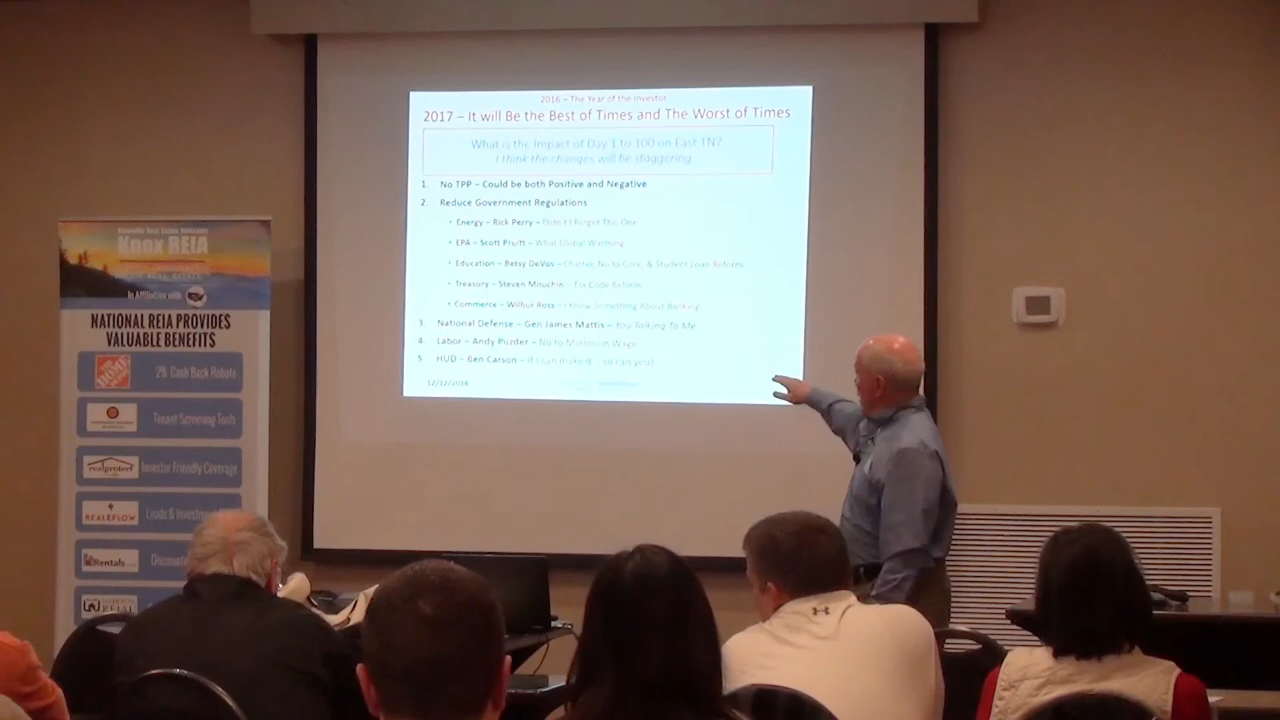 2016 – The Year of the Investor
2017 – It will Be the Best of Times and The Worst of Times
What is the Impact of Day 1 to 100 on East TN?
I think the changes will be staggering.
1. No TPP – Could be both Positive and Negative
2. Reduce Government Regulations
• Energy – Rick Perry – Didn't I Forget This One
• EPA – Scott Pruitt – What Global Warming
• Education – Betsy DeVos – Charter, No to Core, & Student Loan Reform
• Treasury – Steven Mnuchin – Tax Code Reform
• Commerce – Wilbur Ross – I Know Something About Banking
3. National Defense – Gen James Mattis – You Talking To Me
4. Labor – Andy Puzder – No to Minimum Wage
5. HUD – Ben Carson – If I can make it – so can you!
12/12/2016
Knox REIA
In Affiliation with
NATIONAL REIA PROVIDES
VALUABLE BENEFITS
THE HOME
2% Cash Back Rebate
Tenant Screening Tools
realprotect
Investor Friendly Coverage
REALEFLOW
Leads &
Rentals
NATIONAL
REIA